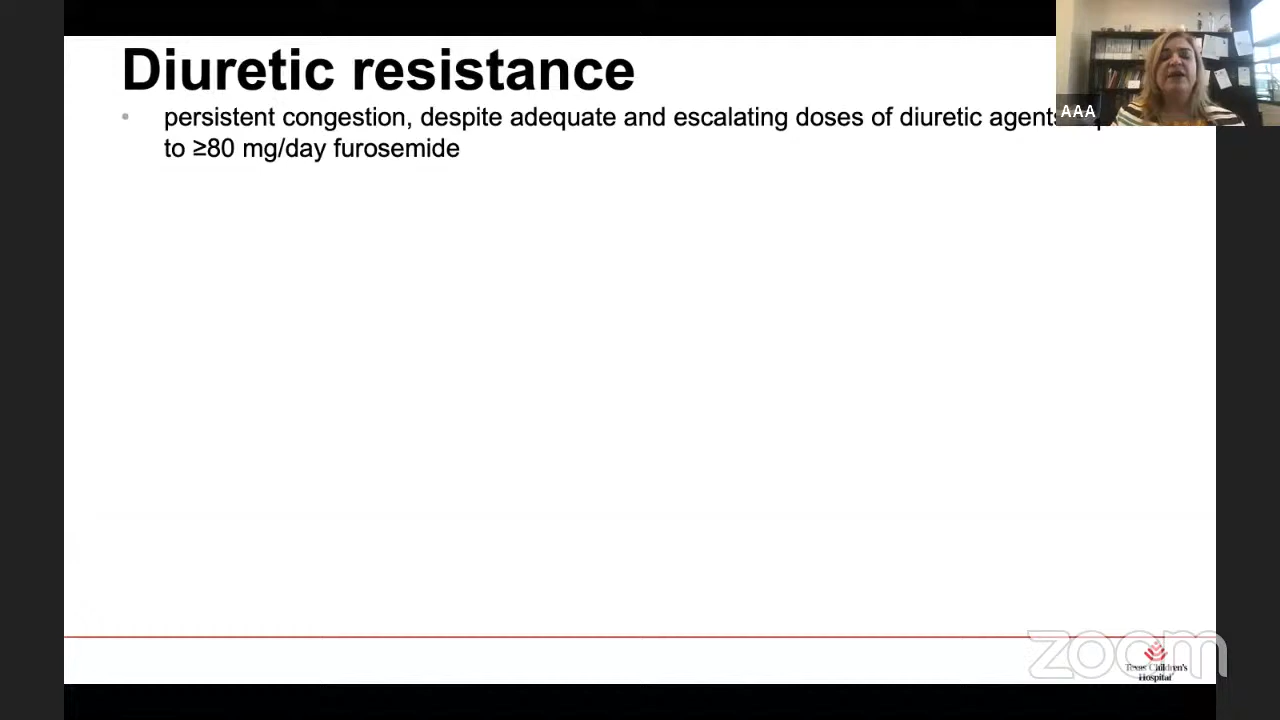 Diuretic resistance
• persistent congestion, despite adequate and escalating doses of diuretic agents
to ≥80 mg/day furosemide
AAA
zoom
Texas Children's
Hospital